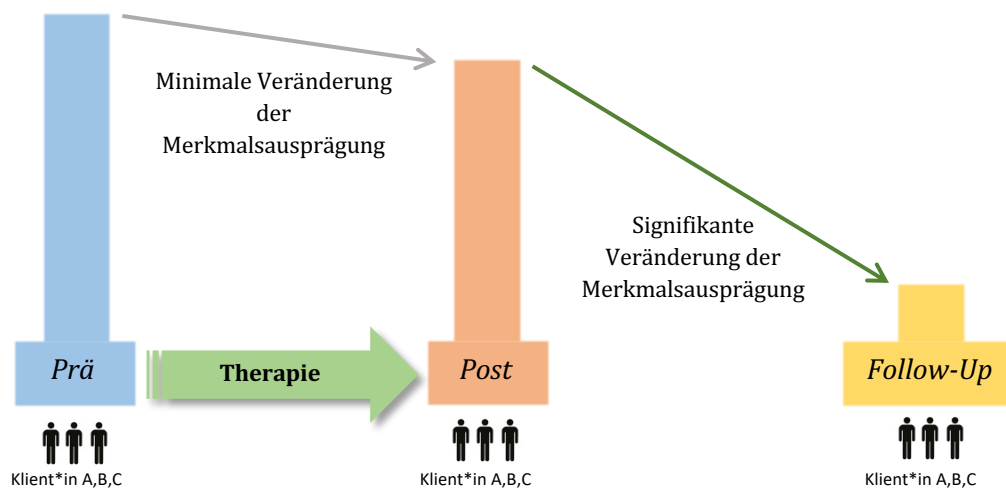 Minimale Veränderung
der
Merkmalsausprägung
Signifikante
Veränderung der
Merkmalsausprägung
Prä
Therapie
Post
Follow-Up
Klient*in A,B,C
Klient*in A,B,C
Klient*in A,B,C